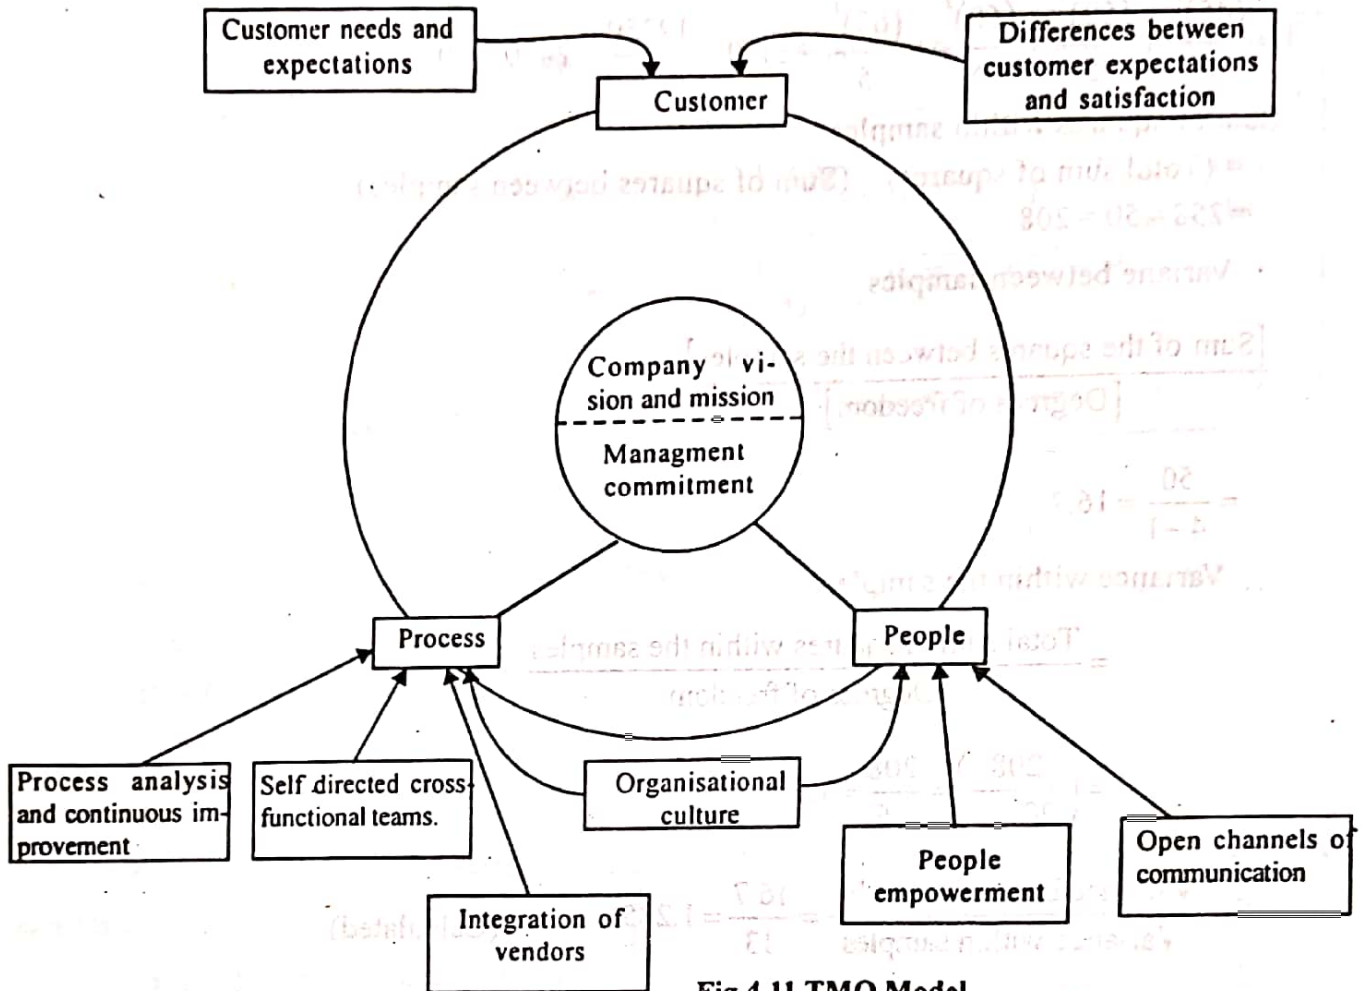 Customer needs and
expectations
Differences between
customer expectations
and satisfaction
Customer
Company vi-
sion and mission
Managment
commitment
Process
People
Process analysis
and continuous im-
provement
Self directed cross-
functional teams.
Organisational
culture
Integration of
vendors
People
empowerment
Open channels of
communication
Fig 4.11 TMQ Model